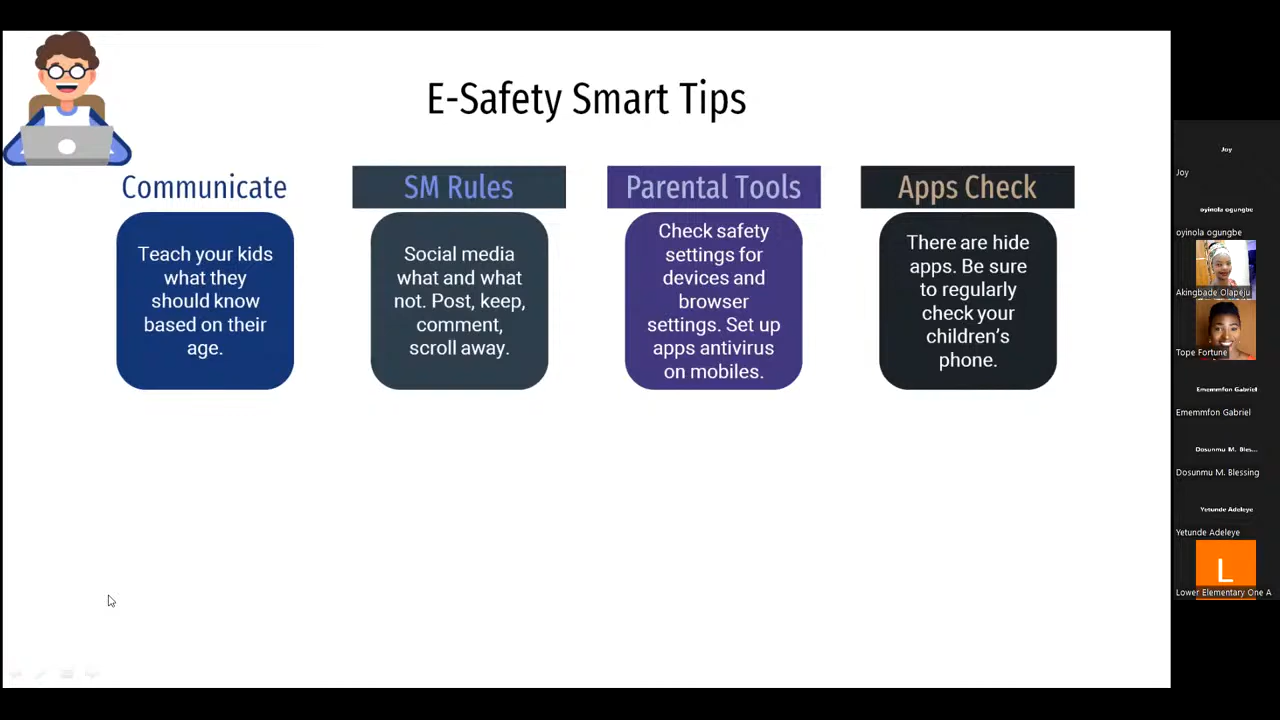 E-Safety Smart Tips
Communicate
Teach your kids
what they
should know
based on their
age.
SM Rules
Social media
what and what
not. Post, keep,
comment,
scroll away.
Parental Tools
Check safety
settings for
devices and
browser
settings. Set up
apps antivirus
on mobiles.
Apps Check
There are hide
apps. Be sure
to regularly
check your
children's
phone.
Joy
Joy
oyinola ogungbe
oyinola ogungbe
Akingbade Olapeju
Tope Fortune
Ememmfon Gabriel
Ememmfon Gabriel
Dosunmu M. Bles...
Dosunmu M. Blessing
Yetunde Adeleye
Yetunde Adeleye
L
Lower Elementary One A